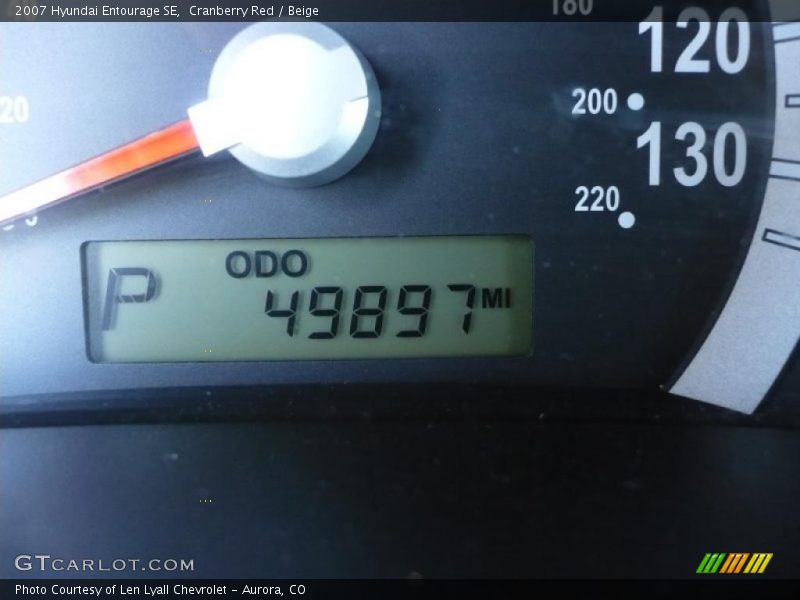 2007 Hyundai Entourage SE,  Cranberry Red / Beige
180
120
20
200
130
220
ODO
P
49897 MI
GTCARLOT.COM
Photo Courtesy of Len Lyall Chevrolet - Aurora, CO